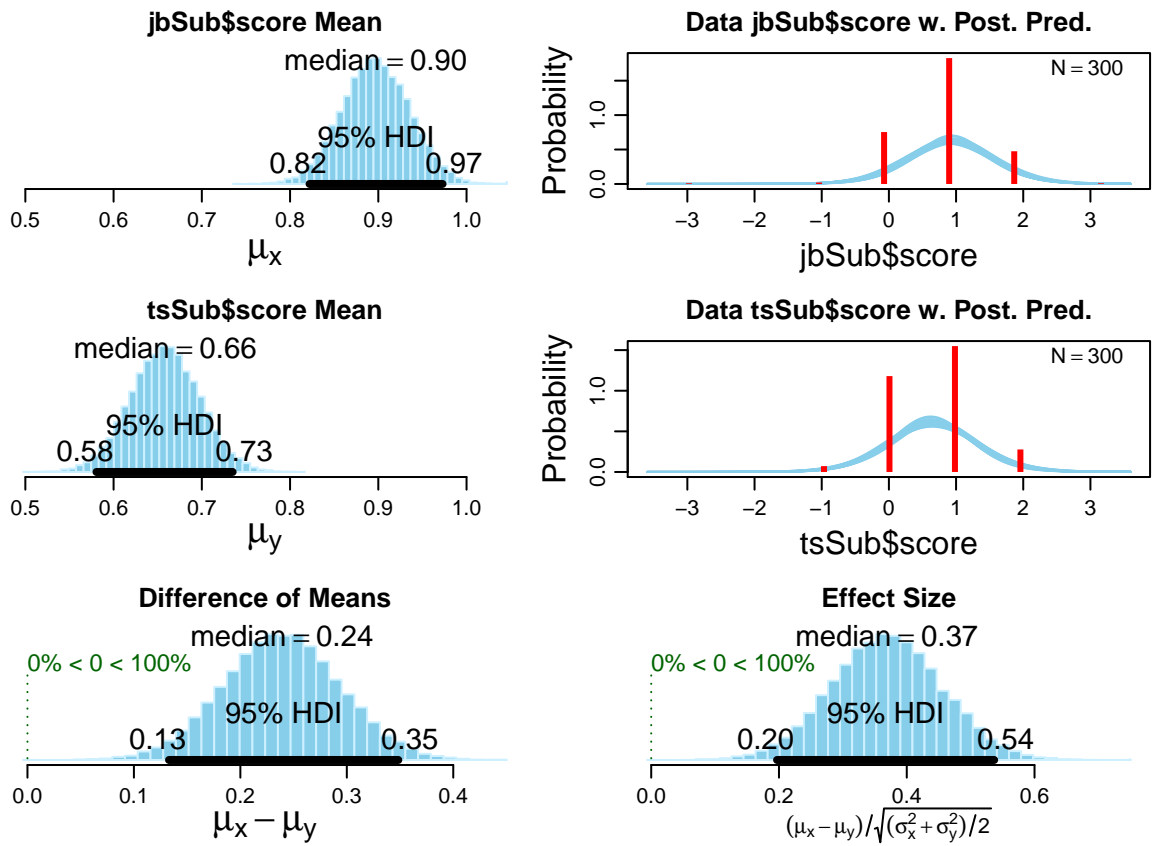 jbSub$score Mean
median = 0.90
95% HDI
0.82 0.97
0.5 0.6 0.7 0.8 0.9 1.0
μx
Data jbSub$score w. Post. Pred.
N = 300
Probability
0.0 1.0
−3 −2 −1 0 1 2 3
jbSub$score
tsSub$score Mean
median = 0.66
95% HDI
0.58 0.73
0.5 0.6 0.7 0.8 0.9 1.0
μy
Data tsSub$score w. Post. Pred.
N = 300
Probability
0.0 1.0
−3 −2 −1 0 1 2 3
tsSub$score
Difference of Means
median = 0.24
0% < 0 < 100%
95% HDI
0.13 0.35
0.0 0.1 0.2 0.3 0.4
μx − μy
Effect Size
median = 0.37
0% < 0 < 100%
95% HDI
0.20 0.54
0.0 0.2 0.4 0.6
(μx − μy)/√(σx² + σy²)/2